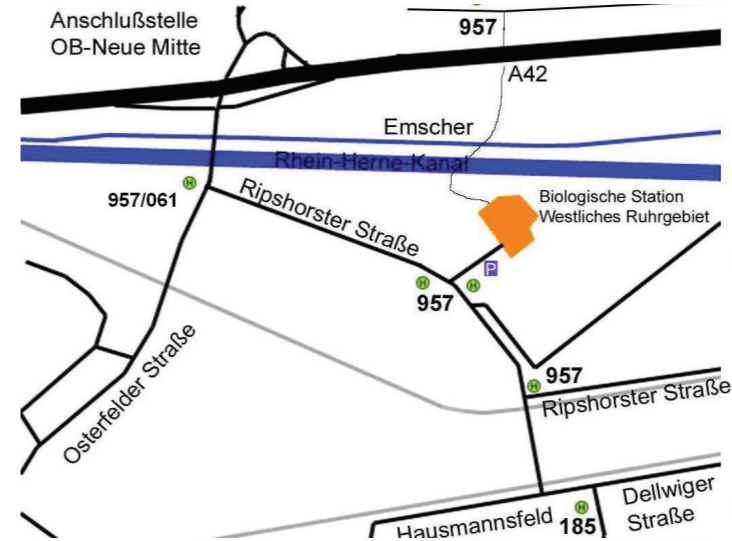 Anschlußstelle
OB-Neue Mitte
957
A42
Emscher
Rhein-Herne-Kanal
H
957/061
Ripshorster Straße
Biologische Station
Westliches Ruhrgebiet
P
H
H
957
957
H
Ripshorster Straße
Osterfelder Straße
Hausmannsfeld
H
185
Dellwiger
Straße